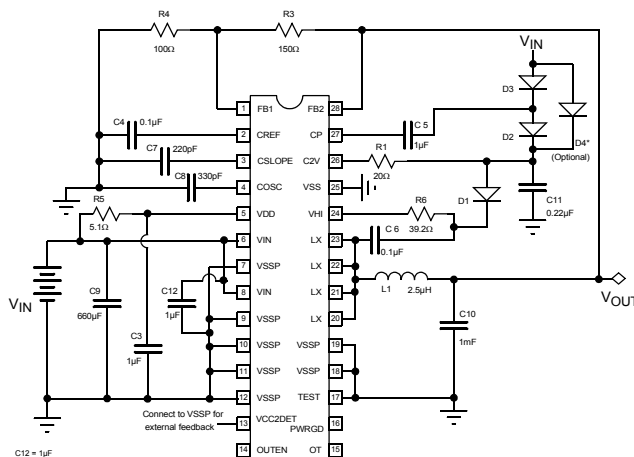 R4
100Ω
R3
150Ω
VIN
D3
D2
D4*
(Optional)
1 FB1
FB2 28
C4 0.1µF
2 CREF
CP 27
C 5
1µF
C7 220pF
3 CSLOPE
C2V 26
R1
20Ω
C8 330pF
4 COSC
VSS 25
D1
C11
0.22µF
R5
5.1Ω
5 VDD
VHI 24
R6
39.2Ω
6 VIN
LX 23
C 6
0.1µF
7 VSSP
LX 22
VIN
C9
660µF
C12
1µF
8 VIN
LX 21
L1 2.5µH
VOUT
9 VSSP
LX 20
C10
1mF
C3
1µF
10 VSSP
VSSP 19
11 VSSP
VSSP 18
12 VSSP
TEST 17
Connect to VSSP for
external feedback
13 VCC2DET
PWRGD 16
14 OUTEN
OT 15
C12 = 1µF